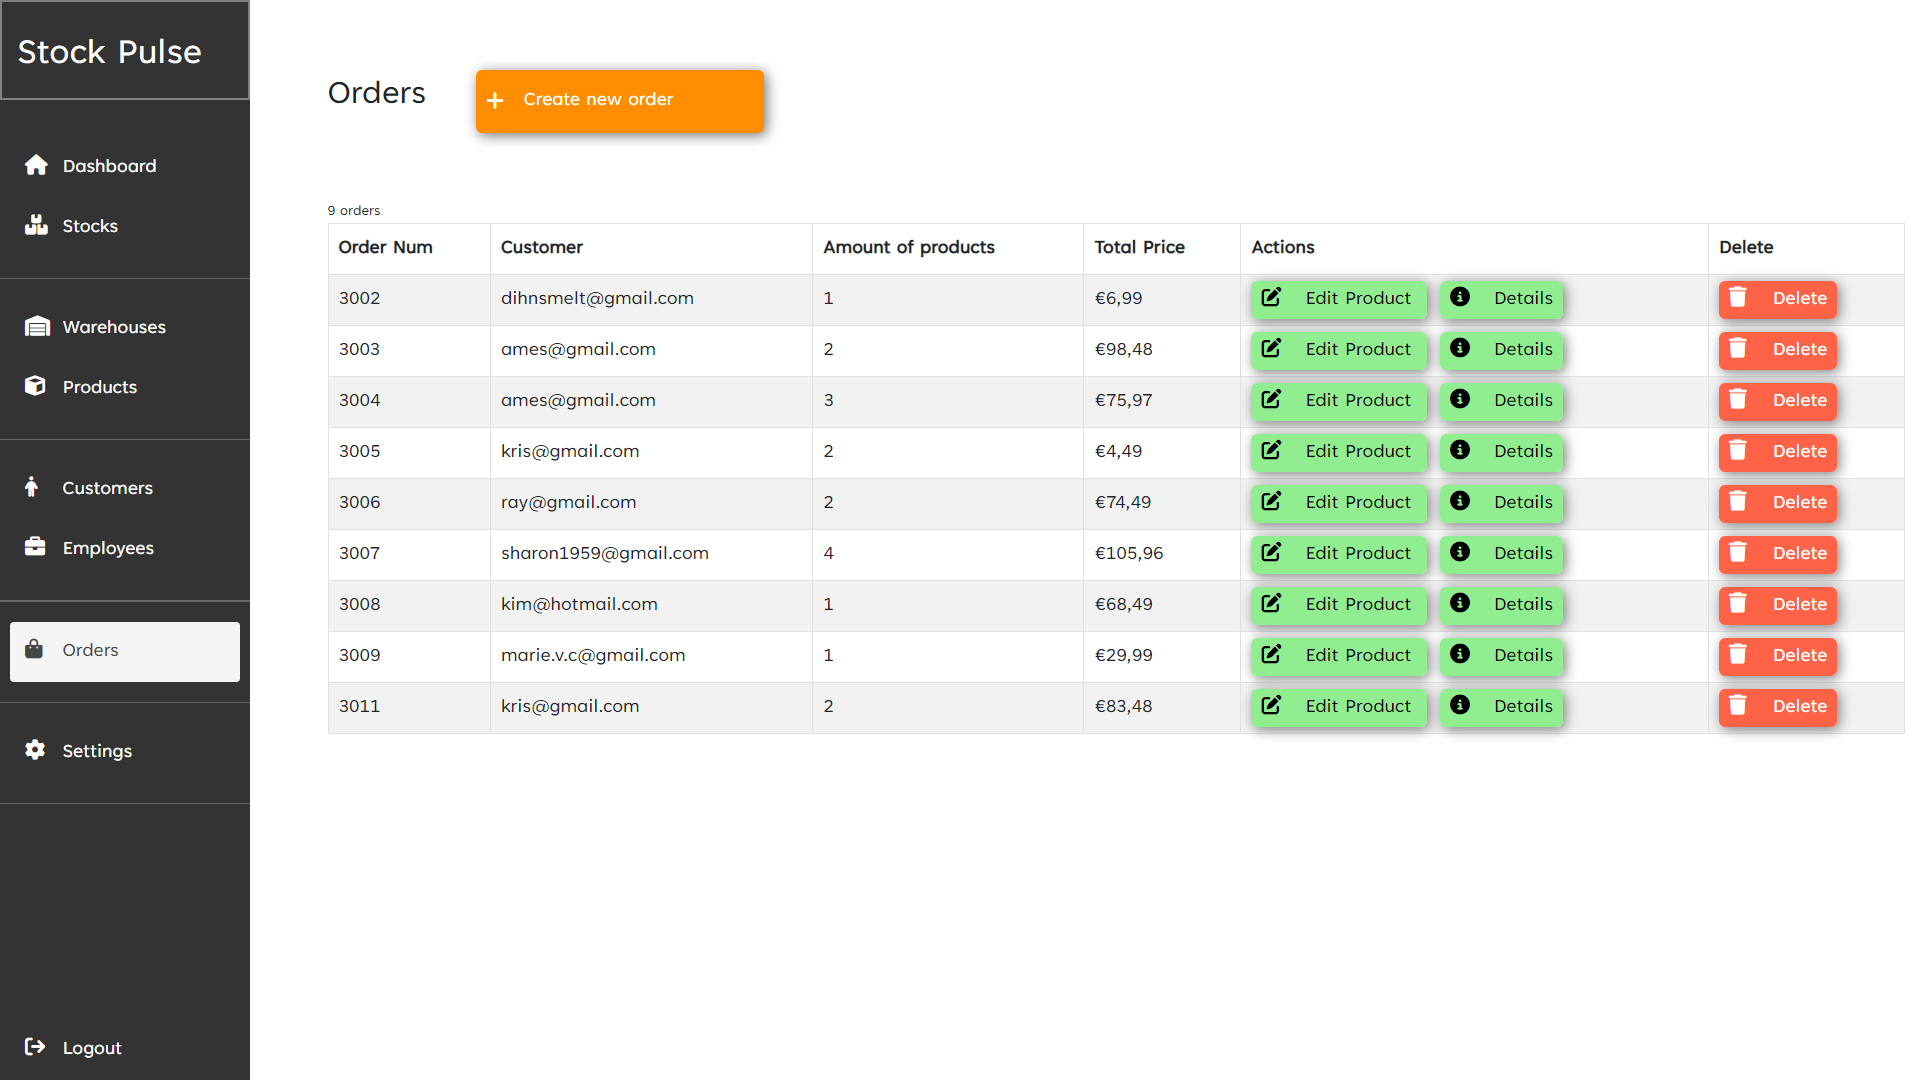 Stock Pulse
Dashboard
Stocks
Warehouses
Products
Customers
Employees
Orders
Settings
Logout
Orders
+ Create new order
9 orders
Order Num Customer Amount of products Total Price Actions Delete
3002 dihnsmelt@gmail.com 1 €6,99 Edit Product Details Delete
3003 ames@gmail.com 2 €98,48 Edit Product Details Delete
3004 ames@gmail.com 3 €75,97 Edit Product Details Delete
3005 kris@gmail.com 2 €4,49 Edit Product Details Delete
3006 ray@gmail.com 2 €74,49 Edit Product Details Delete
3007 sharon1959@gmail.com 4 €105,96 Edit Product Details Delete
3008 kim@hotmail.com 1 €68,49 Edit Product Details Delete
3009 marie.v.c@gmail.com 1 €29,99 Edit Product Details Delete
3011 kris@gmail.com 2 €83,48 Edit Product Details Delete